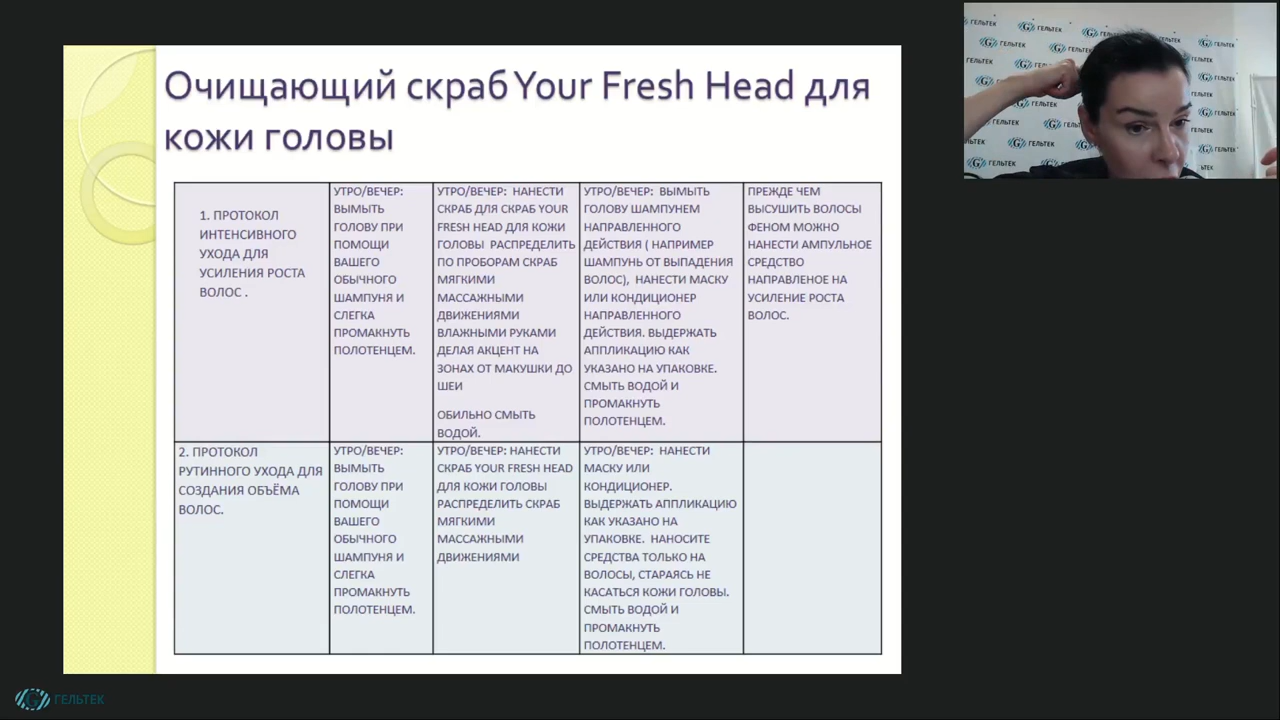 Очищающий скраб Your Fresh Head для
кожи головы
1. ПРОТОКОЛ
ИНТЕНСИВНОГО
УХОДА ДЛЯ
УСИЛЕНИЯ РОСТА
ВОЛОС .
УТРО/ВЕЧЕР:
ВЫМЫТЬ
ГОЛОВУ ПРИ
ПОМОЩИ
ВАШЕГО
ОБЫЧНОГО
ШАМПУНЯ И
СЛЕГКА
ПРОМАКНУТЬ
ПОЛОТЕНЦЕМ.
УТРО/ВЕЧЕР: НАНЕСТИ
СКРАБ ДЛЯ СКРАБ YOUR
FRESH HEAD ДЛЯ КОЖИ
ГОЛОВЫ РАСПРЕДЕЛИТЬ
ПО ПРОБОРАМ СКРАБ
МЯГКИМИ
МАССАЖНЫМИ
ДВИЖЕНИЯМИ
ВЛАЖНЫМИ РУКАМИ
ДЕЛАЯ АКЦЕНТ НА
ЗОНАХ ОТ МАКУШКИ ДО
ШЕИ
ОБИЛЬНО СМЫТЬ
ВОДОЙ.
УТРО/ВЕЧЕР: ВЫМЫТЬ
ГОЛОВУ ШАМПУНЕМ
НАПРАВЛЕННОГО
ДЕЙСТВИЯ ( НАПРИМЕР
ШАМПУНЬ ОТ ВЫПАДЕНИЯ
ВОЛОС), НАНЕСТИ МАСКУ
ИЛИ КОНДИЦИОНЕР
НАПРАВЛЕННОГО
ДЕЙСТВИЯ. ВЫДЕРЖАТЬ
АППЛИКАЦИЮ КАК
УКАЗАНО НА УПАКОВКЕ.
СМЫТЬ ВОДОЙ И
ПРОМАКНУТЬ
ПОЛОТЕНЦЕМ.
ПРЕЖДЕ ЧЕМ
ВЫСУШИТЬ ВОЛОСЫ
ФЕНОМ МОЖНО
НАНЕСТИ АМПУЛЬНОЕ
СРЕДСТВО
НАПРАВЛЕНОЕ НА
УСИЛЕНИЕ РОСТА
ВОЛОС.
2. ПРОТОКОЛ
РУТИННОГО УХОДА ДЛЯ
СОЗДАНИЯ ОБЪЁМА
ВОЛОС.
УТРО/ВЕЧЕР:
ВЫМЫТЬ
ГОЛОВУ ПРИ
ПОМОЩИ
ВАШЕГО
ОБЫЧНОГО
ШАМПУНЯ И
СЛЕГКА
ПРОМАКНУТЬ
ПОЛОТЕНЦЕМ.
УТРО/ВЕЧЕР: НАНЕСТИ
СКРАБ YOUR FRESH HEAD
ДЛЯ КОЖИ ГОЛОВЫ
РАСПРЕДЕЛИТЬ СКРАБ
МЯГКИМИ
МАССАЖНЫМИ
ДВИЖЕНИЯМИ
УТРО/ВЕЧЕР: НАНЕСТИ
МАСКУ ИЛИ
КОНДИЦИОНЕР.
ВЫДЕРЖАТЬ АППЛИКАЦИЮ
КАК УКАЗАНО НА
УПАКОВКЕ. НАНОСИТЕ
СРЕДСТВА ТОЛЬКО НА
ВОЛОСЫ, СТАРАЯСЬ НЕ
КАСАТЬСЯ КОЖИ ГОЛОВЫ.
СМЫТЬ ВОДОЙ И
ПРОМАКНУТЬ
ПОЛОТЕНЦЕМ.
ГЕЛЬТЕК